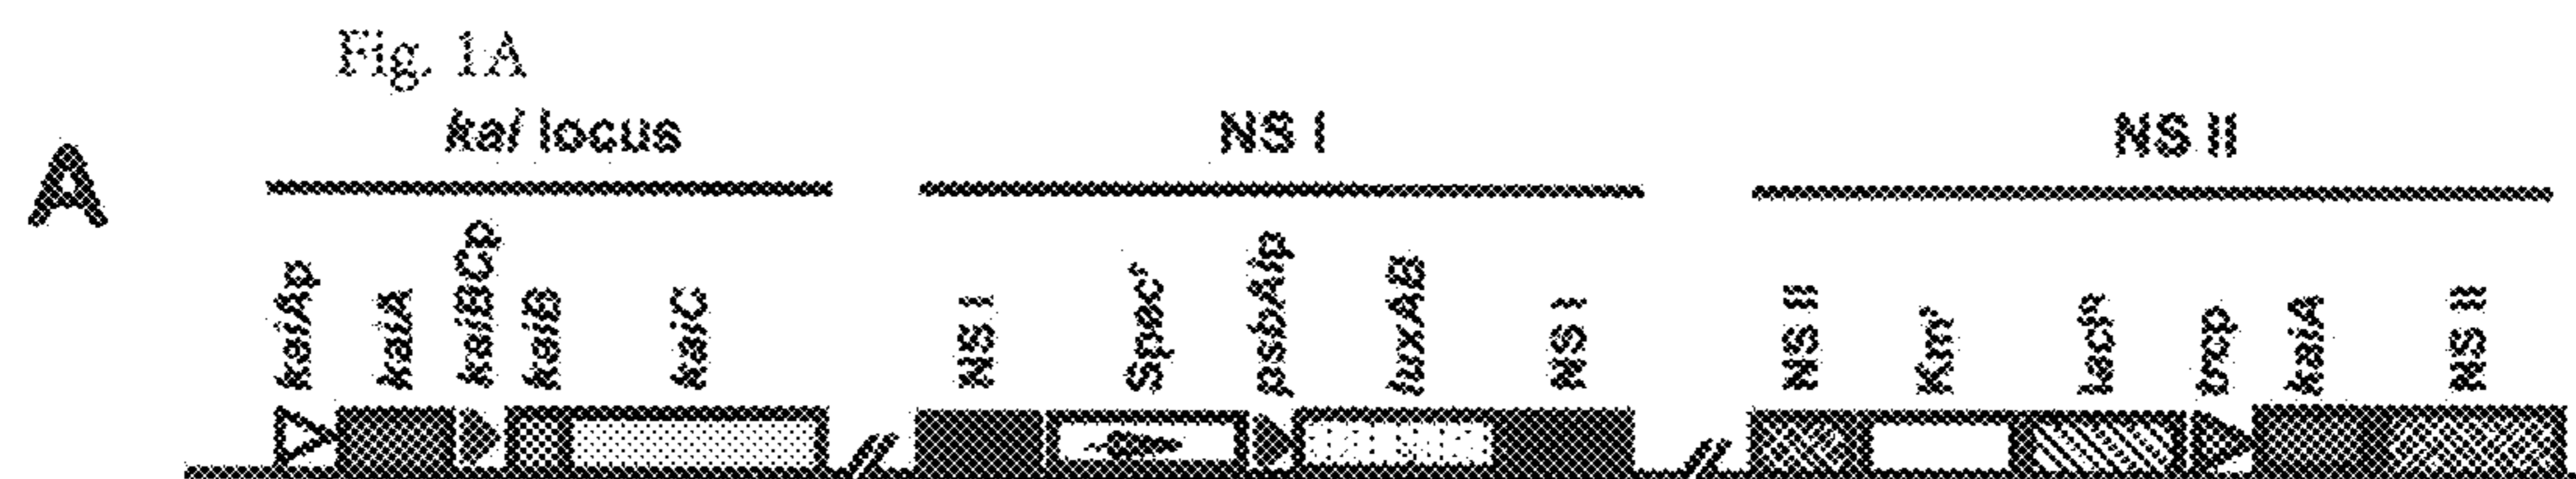 Fig. 1A
A
kai locus
NS I
NS II
kaiAp
kaiA
kaiBCp
kaiB
kaiC
NS I
Specr
psbAIp
luxAB
NS I
NS II
Kmr
lacIq
trcp
kaiA
NS II